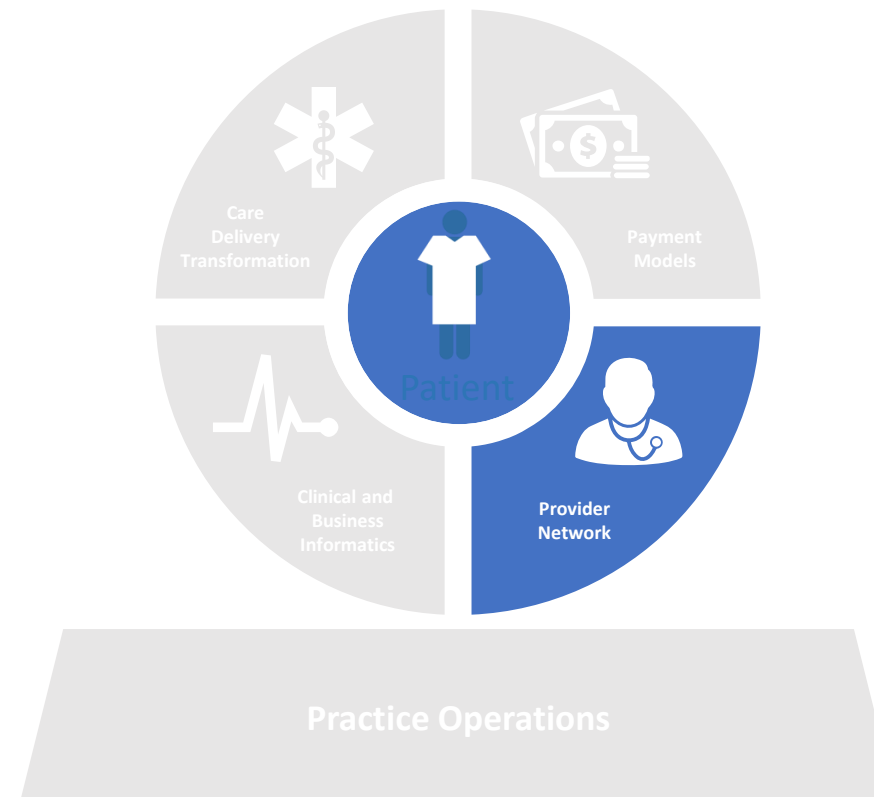 Care
Delivery
Transformation
$
Payment
Models
Patient
Clinical and
Business
Informatics
Provider
Network
Practice Operations